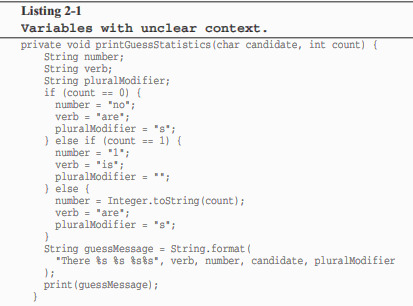 Listing 2-1
Variables with unclear context.
private void printGuessStatistics(char candidate, int count) {
String number;
String verb;
String pluralModifier;
if (count == 0) {
number = "no";
verb = "are";
pluralModifier = "s";
} else if (count == 1) {
number = "1";
verb = "is";
pluralModifier = "";
} else {
number = Integer.toString(count);
verb = "are";
pluralModifier = "s";
}
String guessMessage = String.format(
"There %s %s %s%s", verb, number, candidate, pluralModifier
);
print(guessMessage);
}